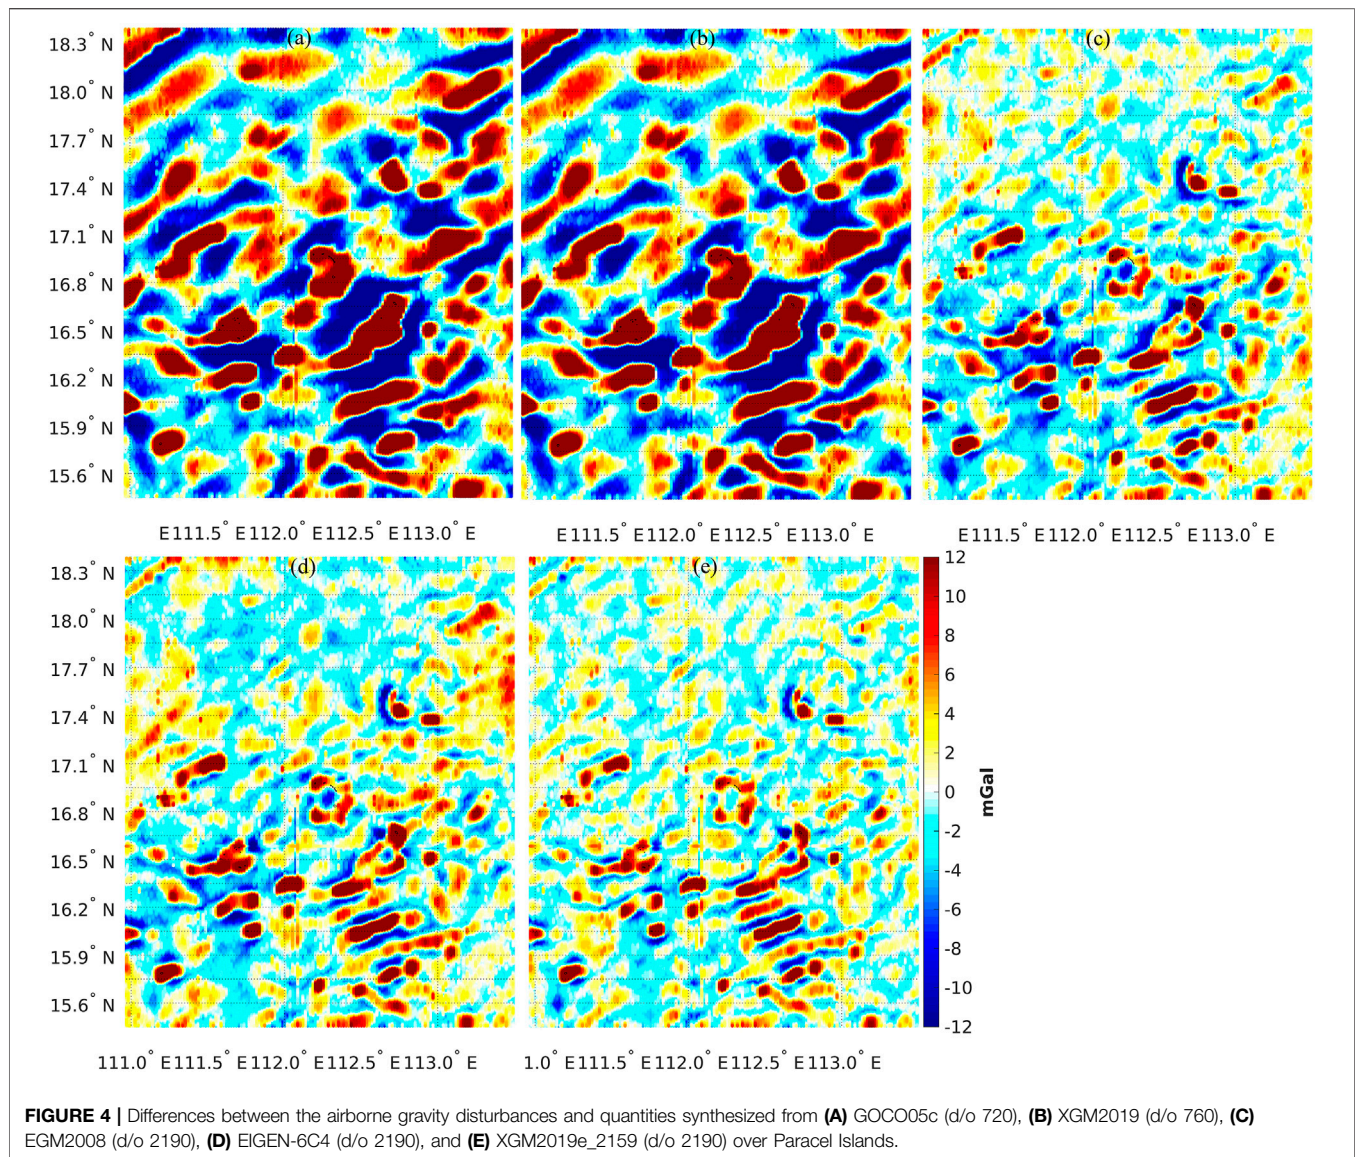 (a) (b) (c)
18.3° N
18.0° N
17.7° N
17.4° N
17.1° N
16.8° N
16.5° N
16.2° N
15.9° N
15.6° N
E111.5° E112.0° E112.5° E113.0° E
E111.5° E112.0° E112.5° E113.0° E
E111.5° E112.0° E112.5° E113.0° E
(d) (e)
18.3° N
18.0° N
17.7° N
17.4° N
17.1° N
16.8° N
16.5° N
16.2° N
15.9° N
15.6° N
111.0° E111.5° E112.0° E112.5° E113.0° E
1.0° E111.5° E112.0° E112.5° E113.0° E
12
10
8
6
4
2
0
-2
-4
-6
-8
-10
-12
mGal
FIGURE 4 | Differences between the airborne gravity disturbances and quantities synthesized from (A) GOCO05c (d/o 720), (B) XGM2019 (d/o 760), (C)
EGM2008 (d/o 2190), (D) EIGEN-6C4 (d/o 2190), and (E) XGM2019e_2159 (d/o 2190) over Paracel Islands.